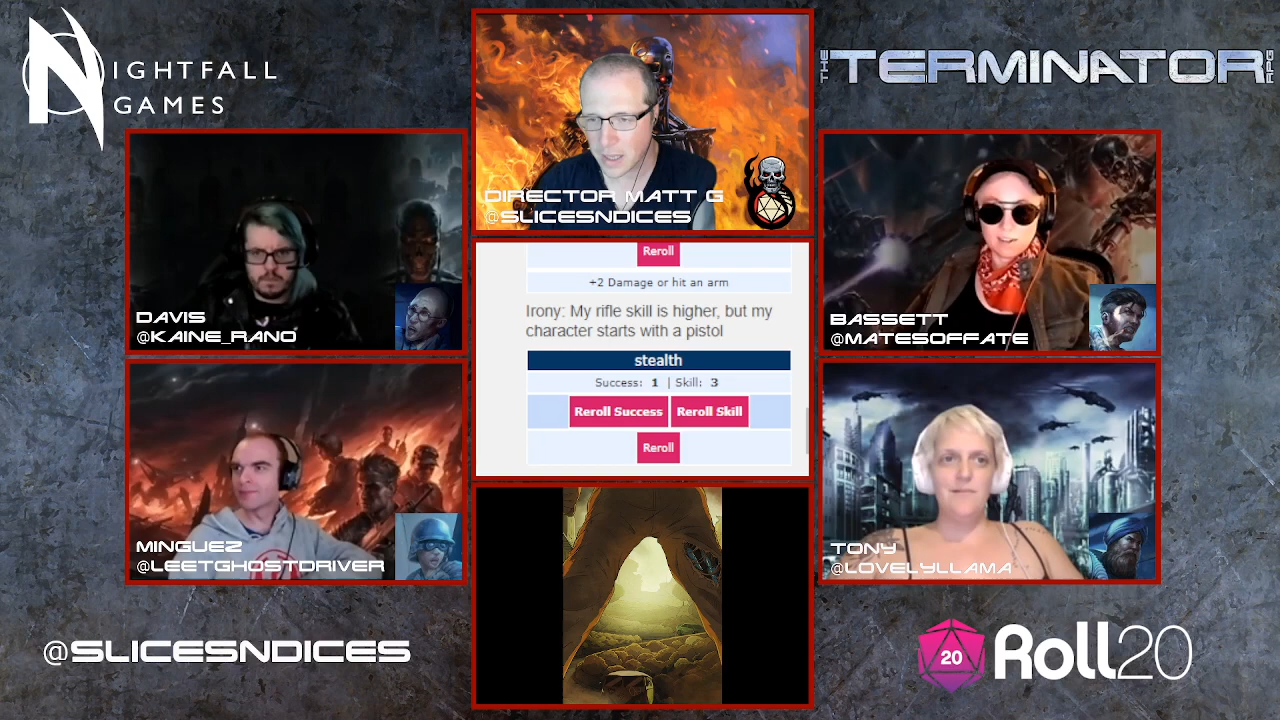 NIGHTFALL
GAMES
THE TERMINATOR RPG
DIRECTOR MATT G
@SLICESNDICES
DAVIS
@KAINE_RANO
Reroll
+2 Damage or hit an arm
Irony: My rifle skill is higher, but my
character starts with a pistol
stealth
Success: 1 | Skill: 3
Reroll Success Reroll Skill
Reroll
BASSETT
@MATESOFFATE
MINGUEZ
@LEETGHOSTDRIVER
TONY
@LOVELYLLAMA
@SLICESNDICES
20 Roll20